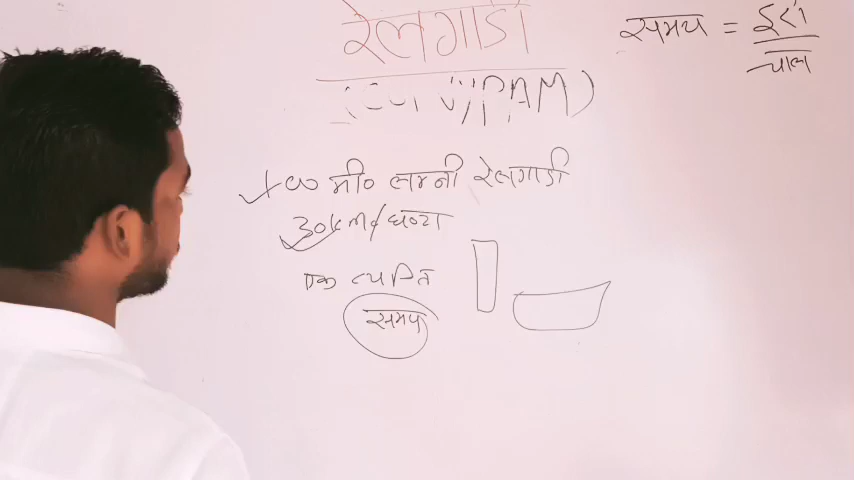 रेलगाडी
समय = दूरी / चाल
100 मी० लम्बी रेलगाडी
30km/घण्टा
एक व्यक्ति
समय